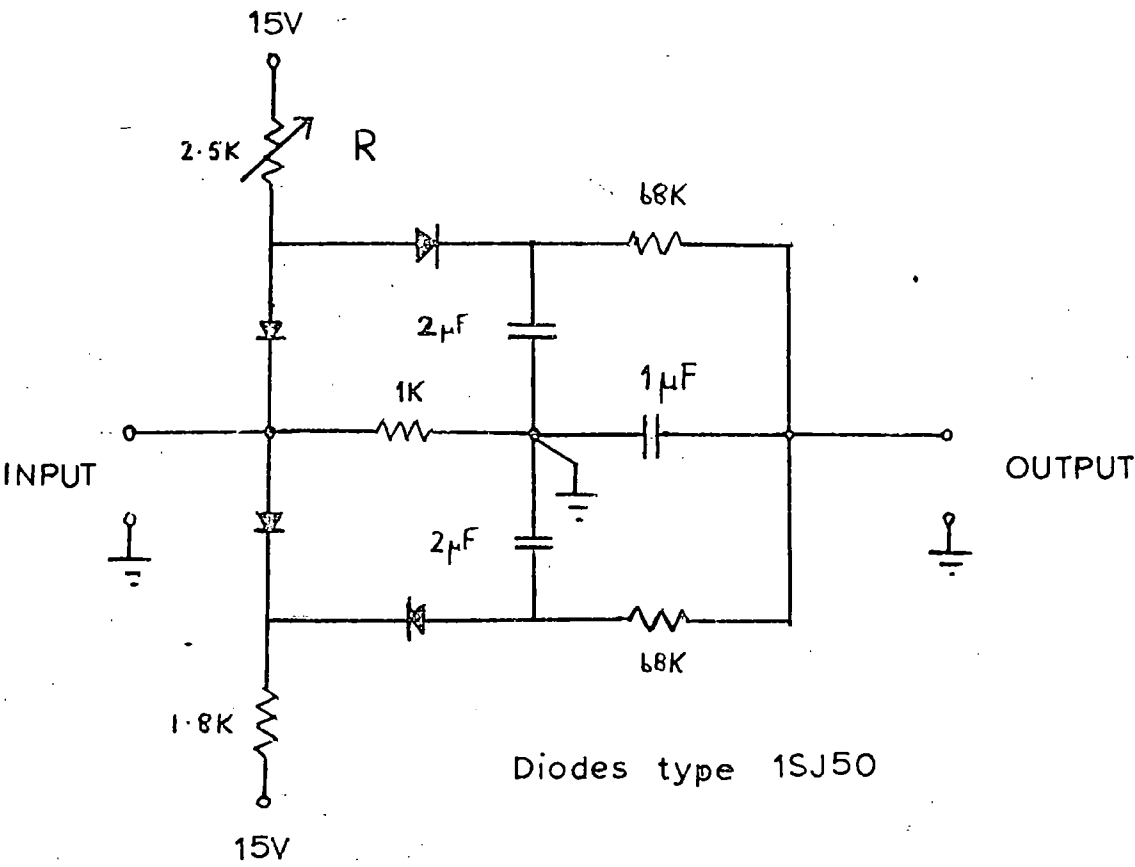 15V
2.5K
R
68K
2μF
1μF
1K
INPUT
OUTPUT
2μF
68K
1.8K
Diodes type 1SJ50
15V